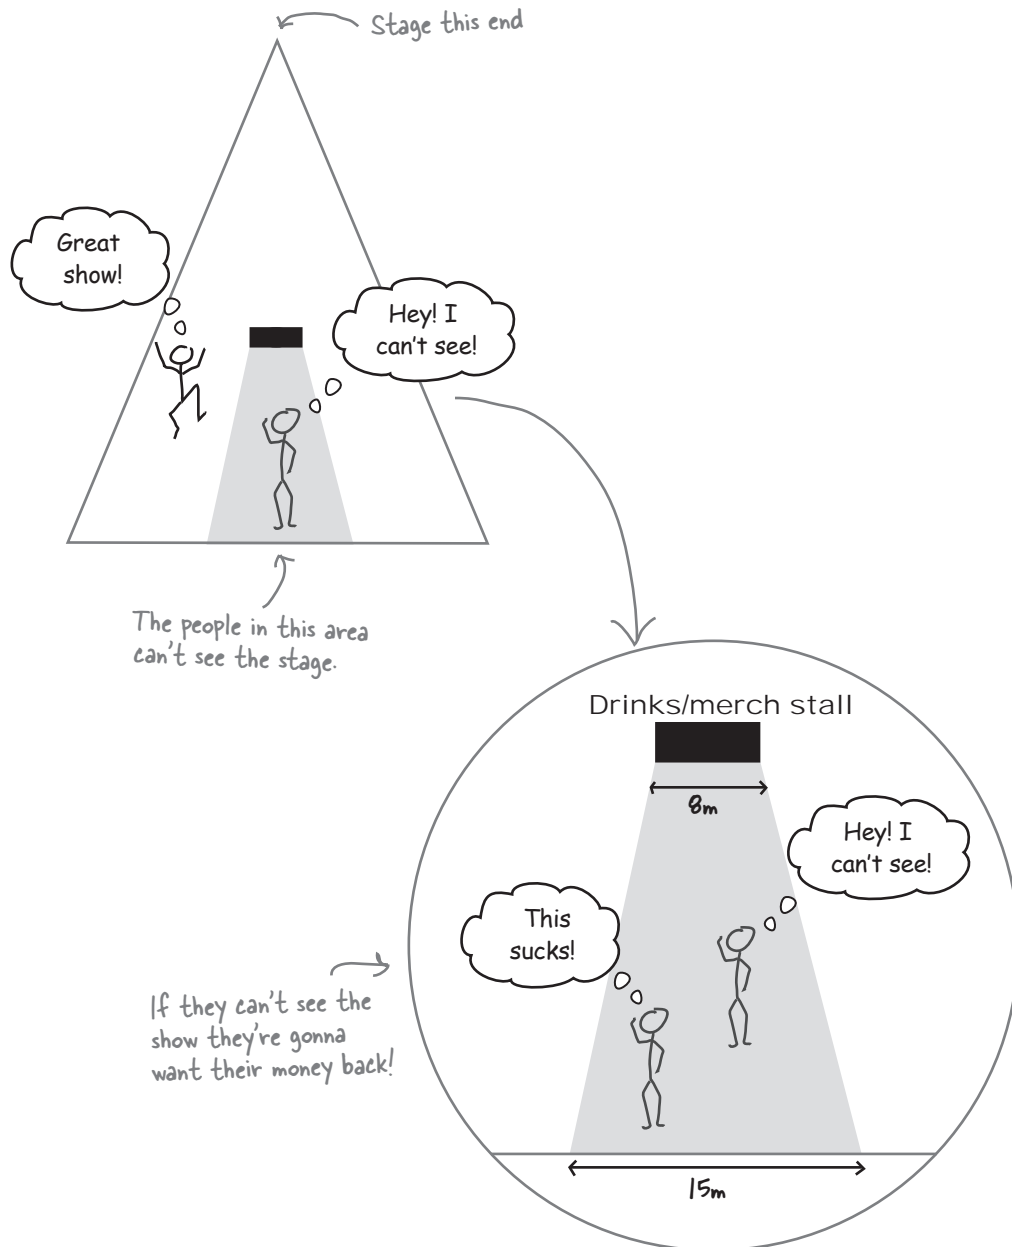 Stage this end
Great
show!
Hey! I
can't see!
The people in this area
can't see the stage.
Drinks/merch stall
8m
Hey! I
can't see!
This
sucks!
If they can't see the
show they're gonna
want their money back!
15m